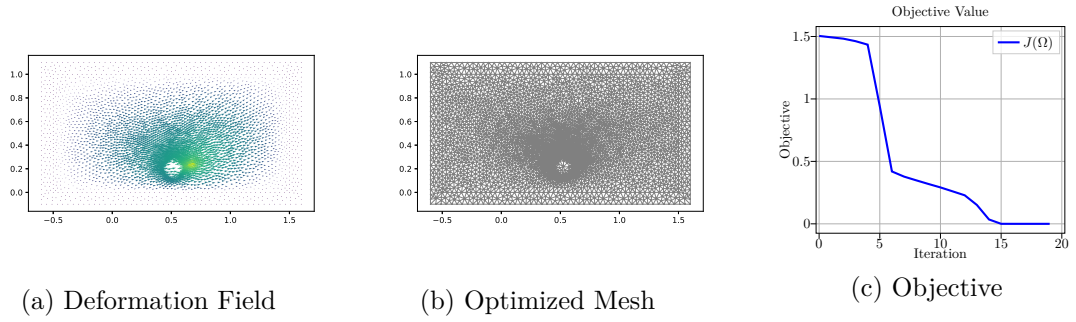 1.0
0.8
0.6
0.4
0.2
0.0
−0.5 0.0 0.5 1.0 1.5
(a) Deformation Field
1.0
0.8
0.6
0.4
0.2
0.0
−0.5 0.0 0.5 1.0 1.5
(b) Optimized Mesh
Objective Value
J(Ω)
Objective
1.5
1
0.5
0
0 5 10 15 20
Iteration
(c) Objective